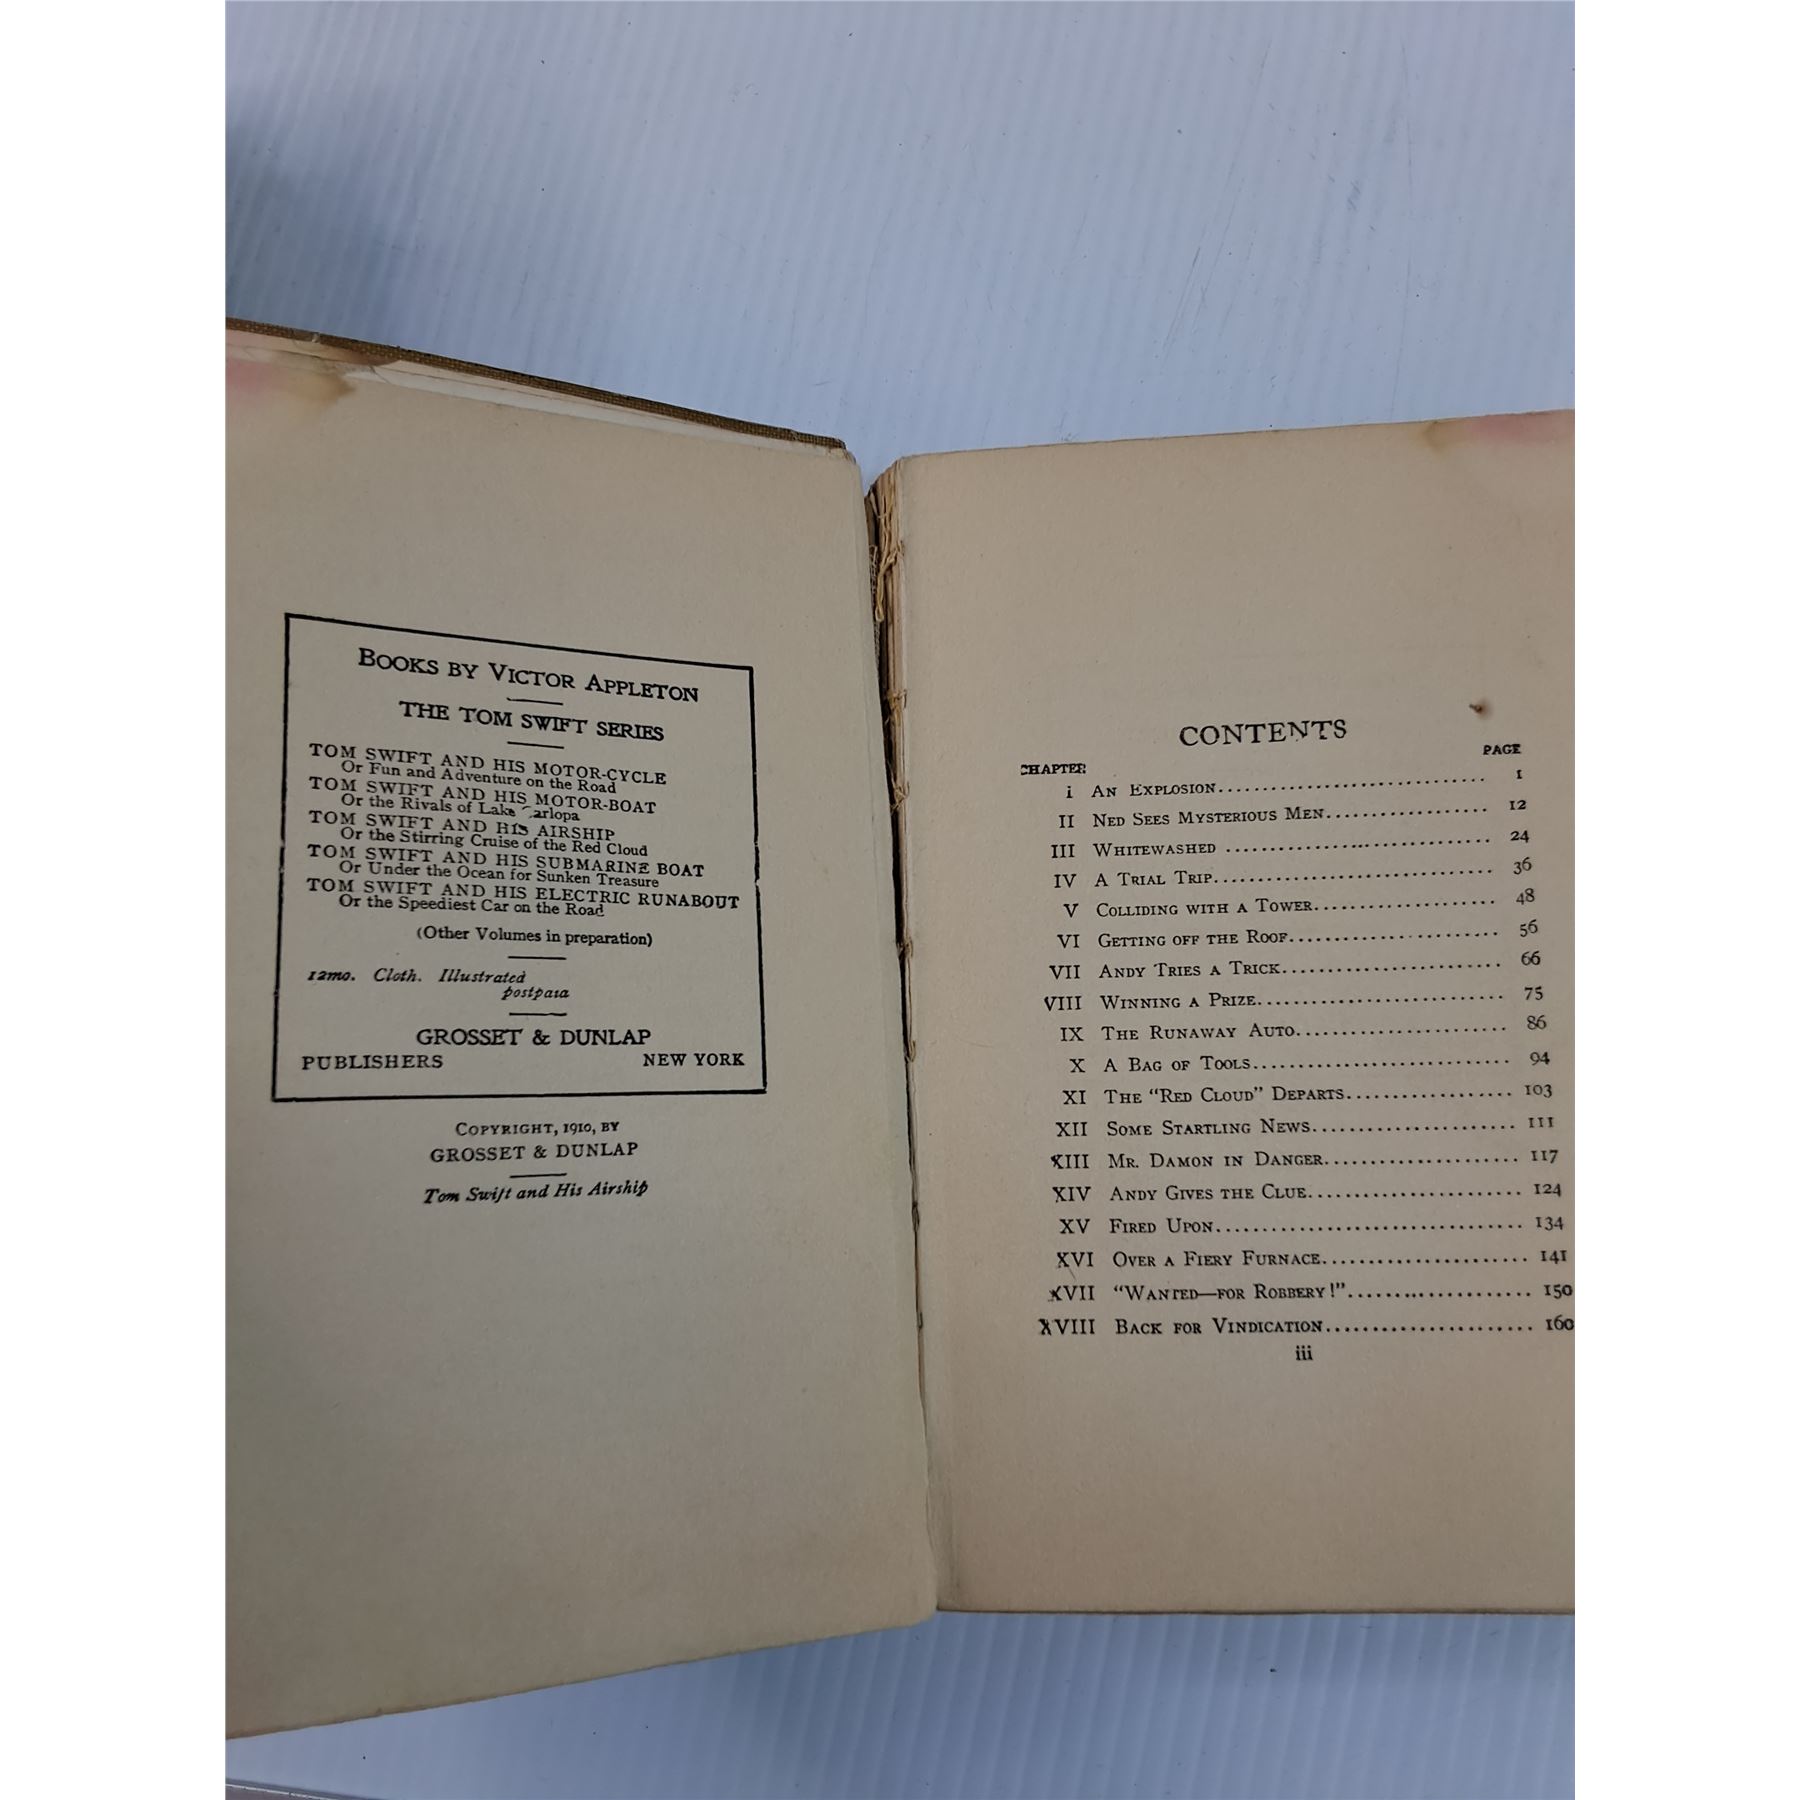 BOOKS BY VICTOR APPLETON
THE TOM SWIFT SERIES
TOM SWIFT AND HIS MOTOR-CYCLE
Or Fun and Adventure on the Road
TOM SWIFT AND HIS MOTOR-BOAT
Or the Rivals of Lake Carlopa
TOM SWIFT AND HIS AIRSHIP
Or the Stirring Cruise of the Red Cloud
TOM SWIFT AND HIS SUBMARINE BOAT
Or Under the Ocean for Sunken Treasure
TOM SWIFT AND HIS ELECTRIC RUNABOUT
Or the Speediest Car on the Road
(Other Volumes in preparation)
12mo. Cloth. Illustrated
postpaid
GROSSET & DUNLAP
PUBLISHERS NEW YORK
COPYRIGHT, 1910, BY
GROSSET & DUNLAP
Tom Swift and His Airship
CONTENTS
CHAPTER PAGE
I AN EXPLOSION 1
II NED SEES MYSTERIOUS MEN 12
III WHITEWASHED 24
IV A TRIAL TRIP 36
V COLLIDING WITH A TOWER 48
VI GETTING OFF THE ROOF 56
VII ANDY TRIES A TRICK 66
VIII WINNING A PRIZE 75
IX THE RUNAWAY AUTO 86
X A BAG OF TOOLS 94
XI THE "RED CLOUD" DEPARTS 103
XII SOME STARTLING NEWS 111
XIII MR. DAMON IN DANGER 117
XIV ANDY GIVES THE CLUE 124
XV FIRED UPON 134
XVI OVER A FIERY FURNACE 141
XVII "WANTED—FOR ROBBERY!" 150
XVIII BACK FOR VINDICATION 160
iii